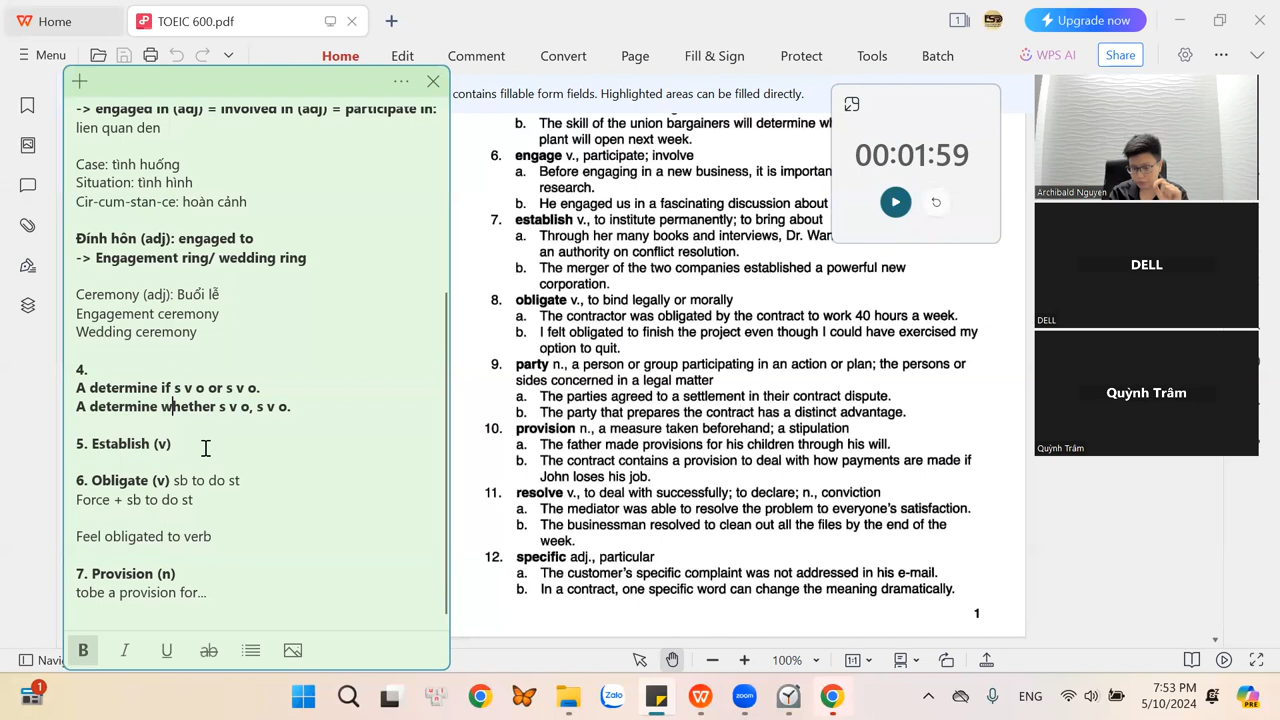 Home
TOEIC 600.pdf
Upgrade now
Menu
Home
Edit
Comment
Convert
Page
Fill & Sign
Protect
Tools
Batch
WPS AI
Share
contains fillable form fields. Highlighted areas can be filled directly.
-> engaged in (adj) = involved in (adj) = participate in:
lien quan den
Case: tình huống
Situation: tình hình
Cir-cum-stan-ce: hoàn cảnh
Đính hôn (adj): engaged to
-> Engagement ring/ wedding ring
Ceremony (adj): Buổi lễ
Engagement ceremony
Wedding ceremony
4.
A determine if s v o or s v o.
A determine whether s v o, s v o.
5. Establish (v)
6. Obligate (v) sb to do st
Force + sb to do st
Feel obligated to verb
7. Provision (n)
tobe a provision for...
B I U ab
b. The skill of the union bargainers will determine
plant will open next week.
6. engage v., participate; involve
a. Before engaging in a new business, it is important
research.
b. He engaged us in a fascinating discussion about
7. establish v., to institute permanently; to bring about
a. Through her many books and interviews, Dr.
an authority on conflict resolution.
b. The merger of the two companies established a powerful new
corporation.
8. obligate v., to bind legally or morally
a. The contractor was obligated by the contract to work 40 hours a week.
b. I felt obligated to finish the project even though I could have exercised my
option to quit.
9. party n., a person or group participating in an action or plan; the persons or
sides concerned in a legal matter
a. The parties agreed to a settlement in their contract dispute.
b. The party that prepares the contract has a distinct advantage.
10. provision n., a measure taken beforehand; a stipulation
a. The father made provisions for his children through his will.
b. The contract contains a provision to deal with how payments are made if
John loses his job.
11. resolve v., to deal with successfully; to declare; n., conviction
a. The mediator was able to resolve the problem to everyone's satisfaction.
b. The businessman resolved to clean out all the files by the end of the
week.
12. specific adj., particular
a. The customer's specific complaint was not addressed in his e-mail.
b. In a contract, one specific word can change the meaning dramatically.
1
00:01:59
Archibald Nguyen
DELL
DELL
Quỳnh Trâm
Quỳnh Trâm
100%
1:1
1
Zalo
zoom
ENG
7:53 PM
5/10/2024
PRE